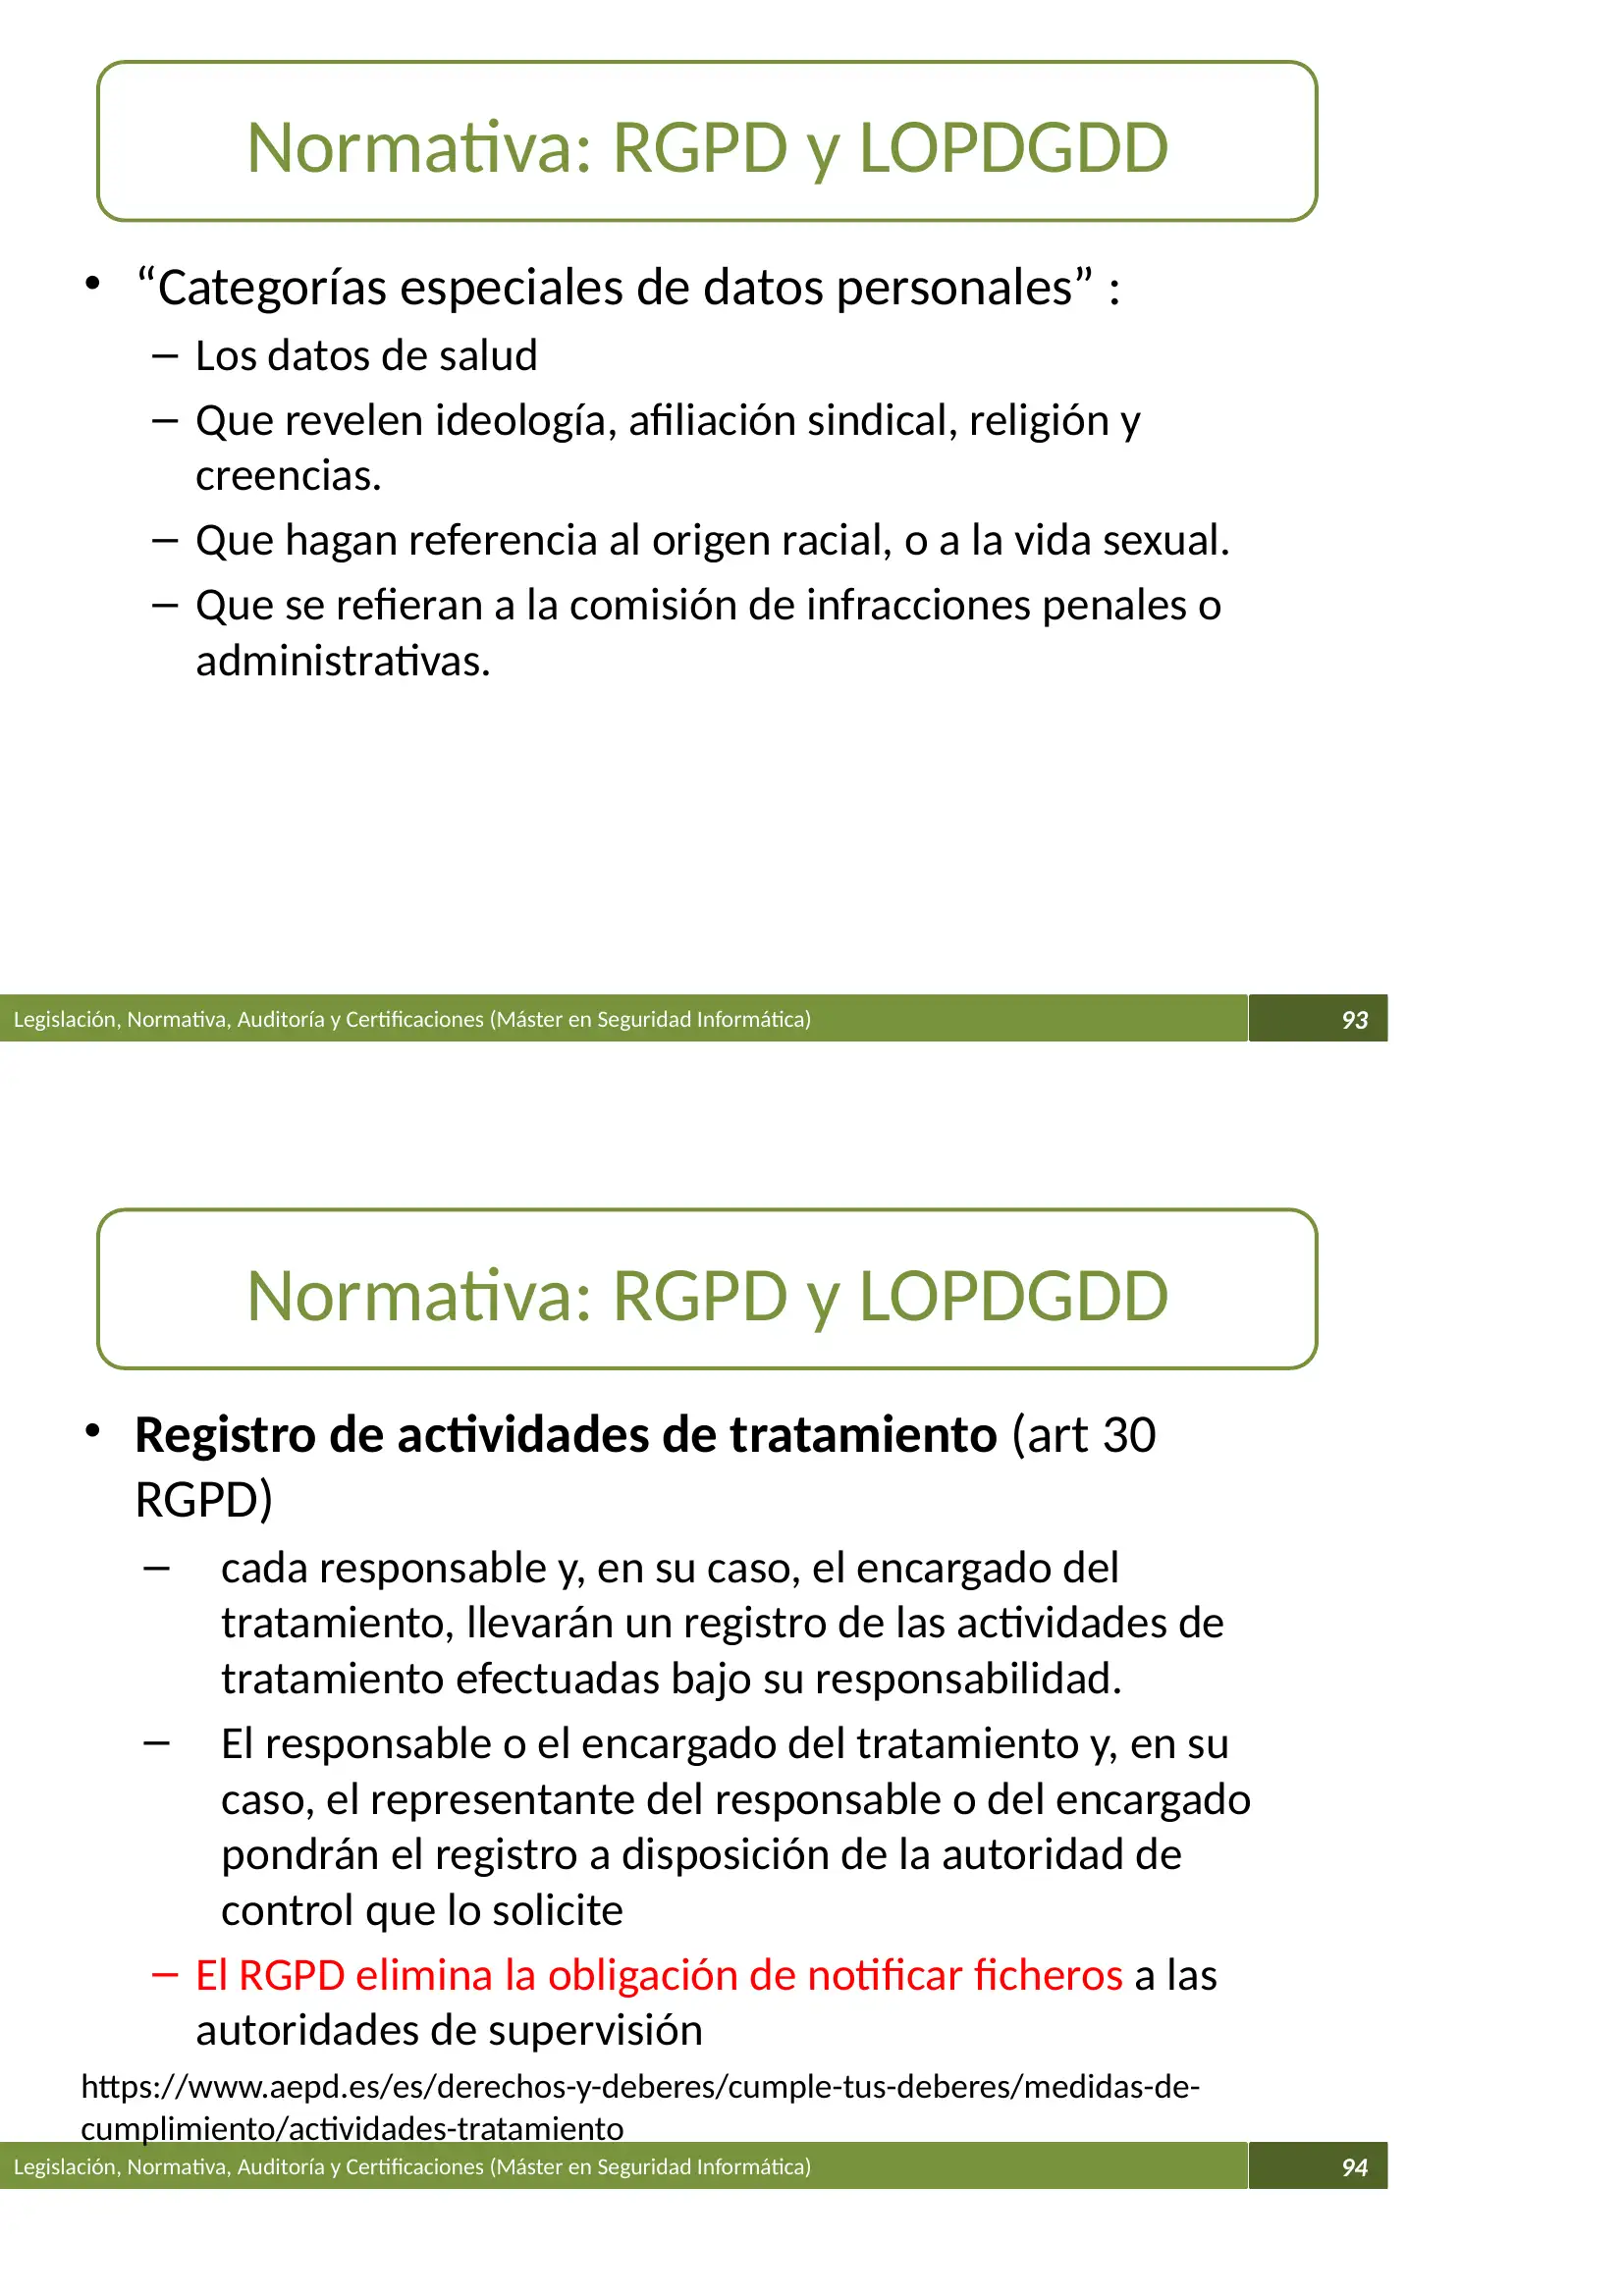 Normativa: RGPD y LOPDGDD
• “Categorías especiales de datos personales” :
– Los datos de salud
– Que revelen ideología, afiliación sindical, religión y
creencias.
– Que hagan referencia al origen racial, o a la vida sexual.
– Que se refieran a la comisión de infracciones penales o
administrativas.
Legislación, Normativa, Auditoría y Certificaciones (Máster en Seguridad Informática) 93
Normativa: RGPD y LOPDGDD
• Registro de actividades de tratamiento (art 30
RGPD)
– cada responsable y, en su caso, el encargado del
tratamiento, llevarán un registro de las actividades de
tratamiento efectuadas bajo su responsabilidad.
– El responsable o el encargado del tratamiento y, en su
caso, el representante del responsable o del encargado
pondrán el registro a disposición de la autoridad de
control que lo solicite
– El RGPD elimina la obligación de notificar ficheros a las
autoridades de supervisión
https://www.aepd.es/es/derechos-y-deberes/cumple-tus-deberes/medidas-de-
cumplimiento/actividades-tratamiento
Legislación, Normativa, Auditoría y Certificaciones (Máster en Seguridad Informática) 94